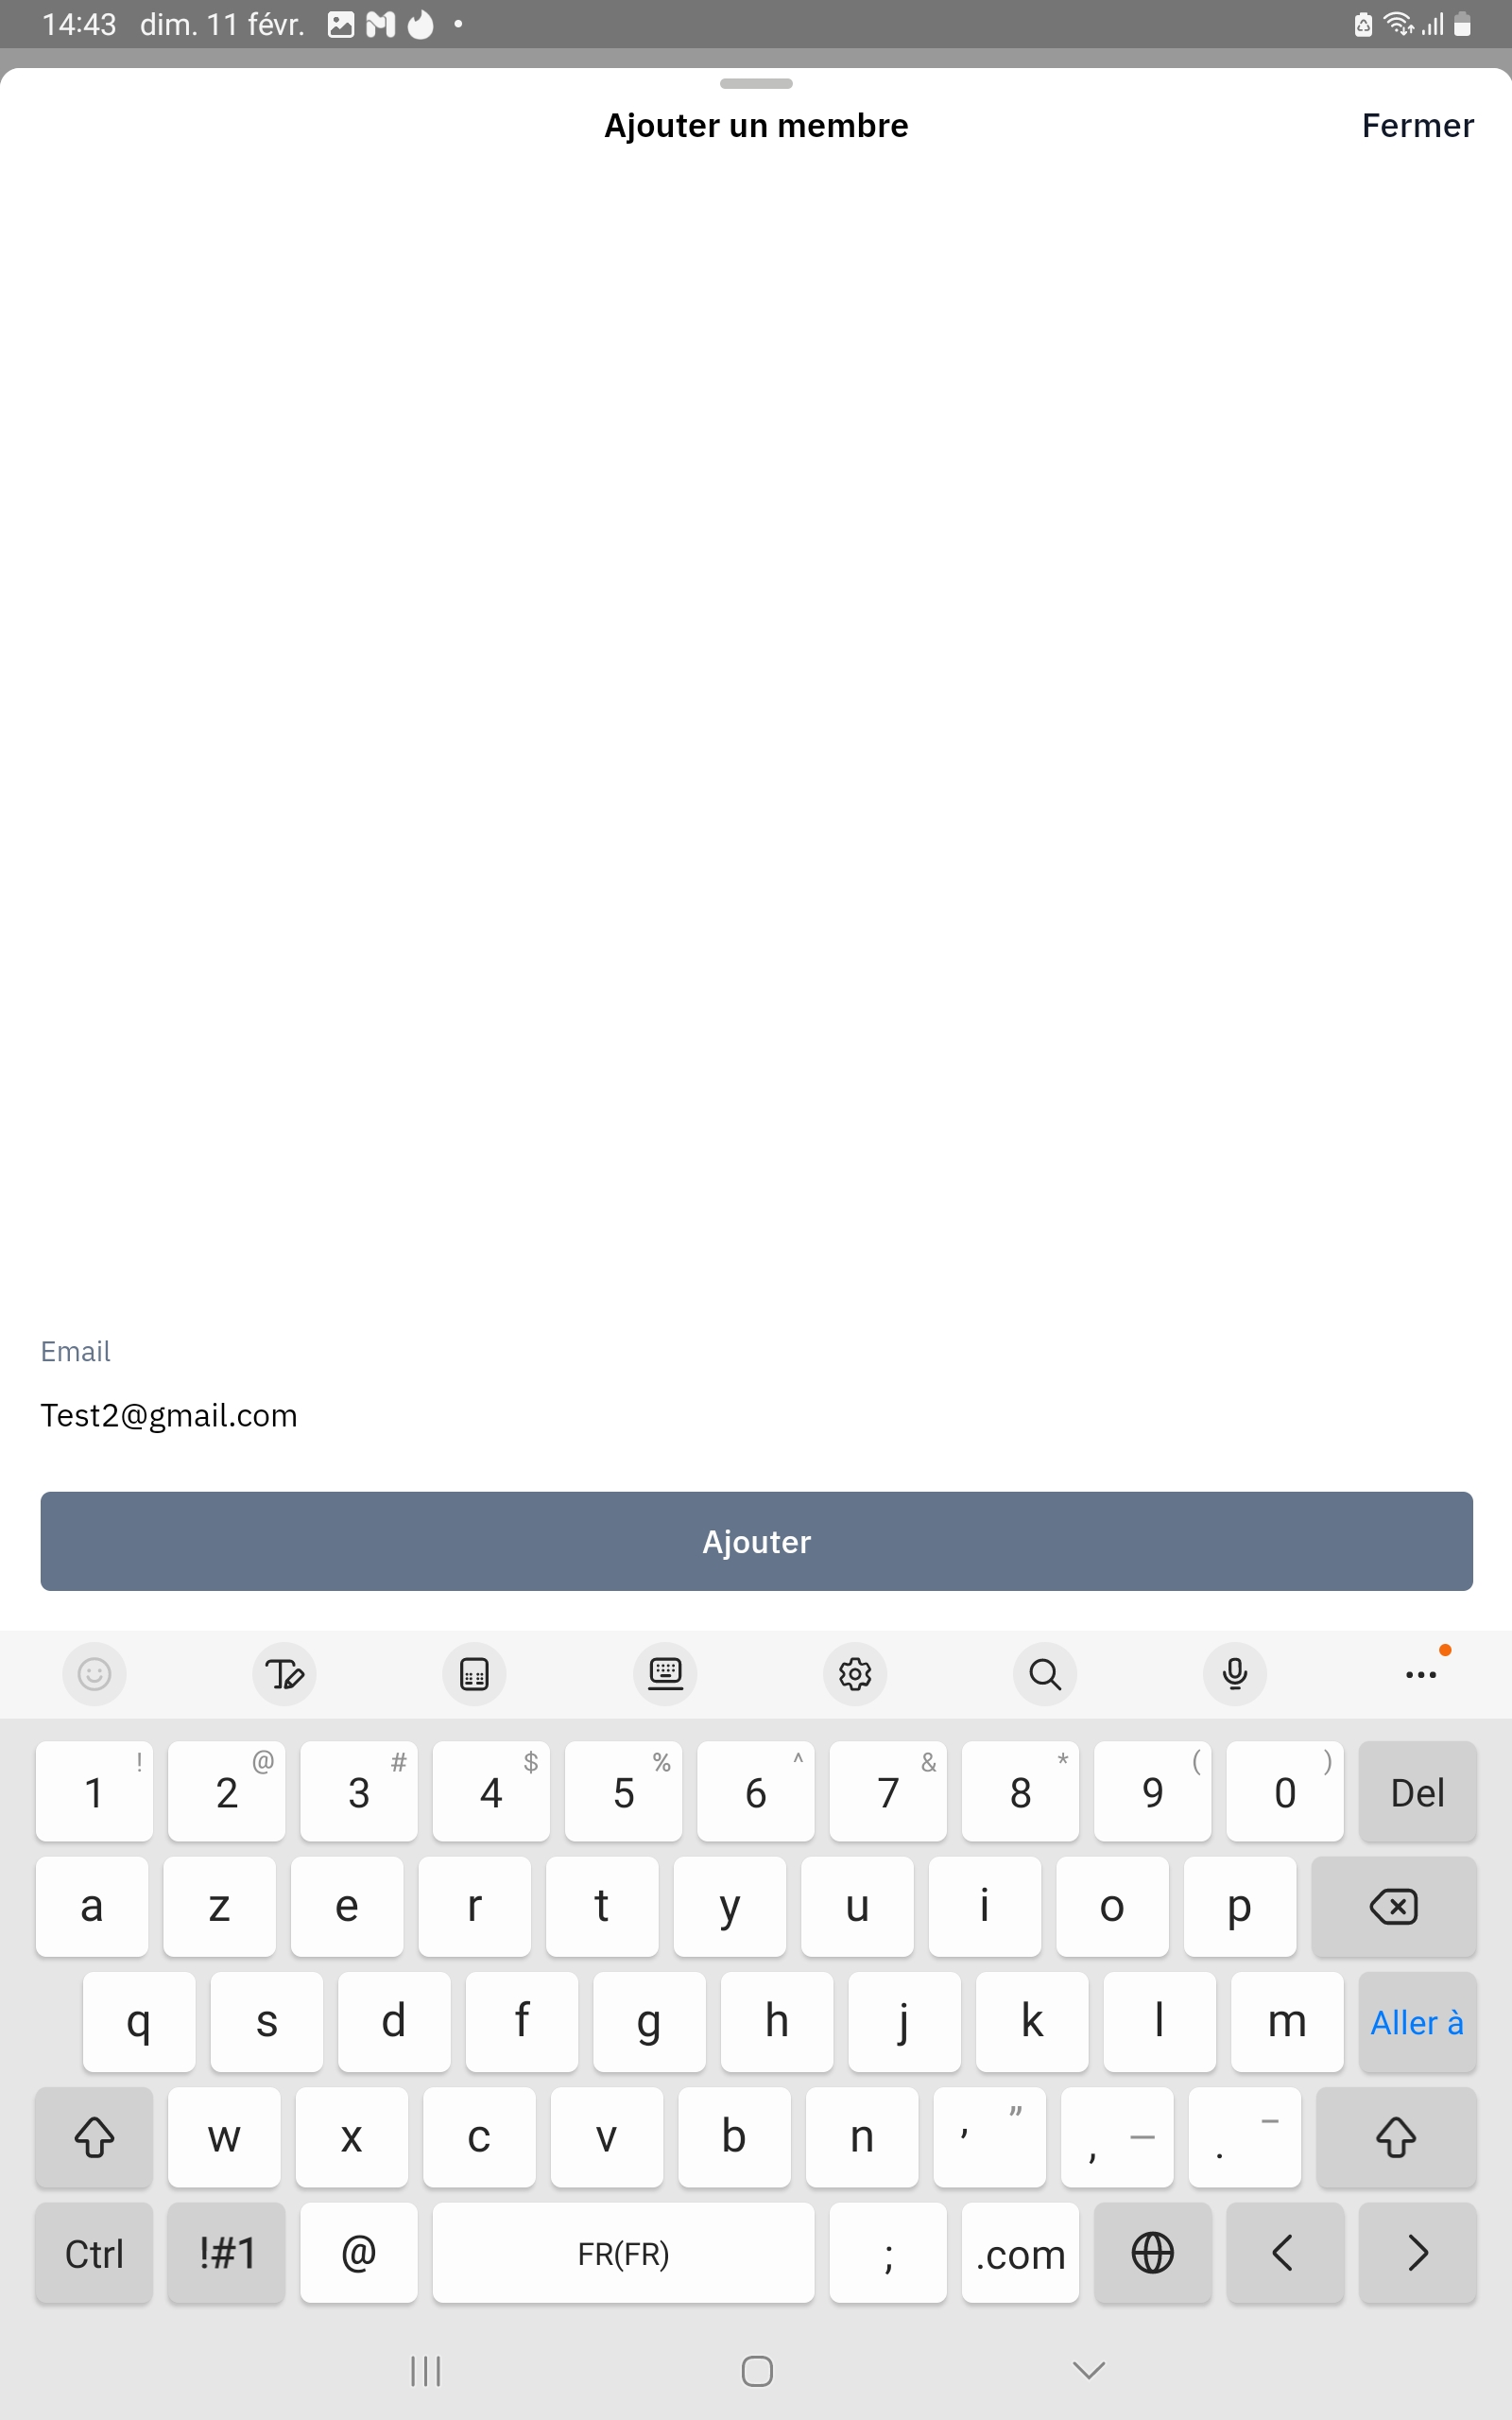 14:43 dim. 11 févr.
Ajouter un membre
Fermer
Email
Test2@gmail.com
Ajouter
! @ # $ % ^ & * ( )
1 2 3 4 5 6 7 8 9 0 Del
a z e r t y u i o p
q s d f g h j k l m Aller à
w x c v b n ’ ” , — . –
Ctrl !#1 @ FR(FR) ; .com